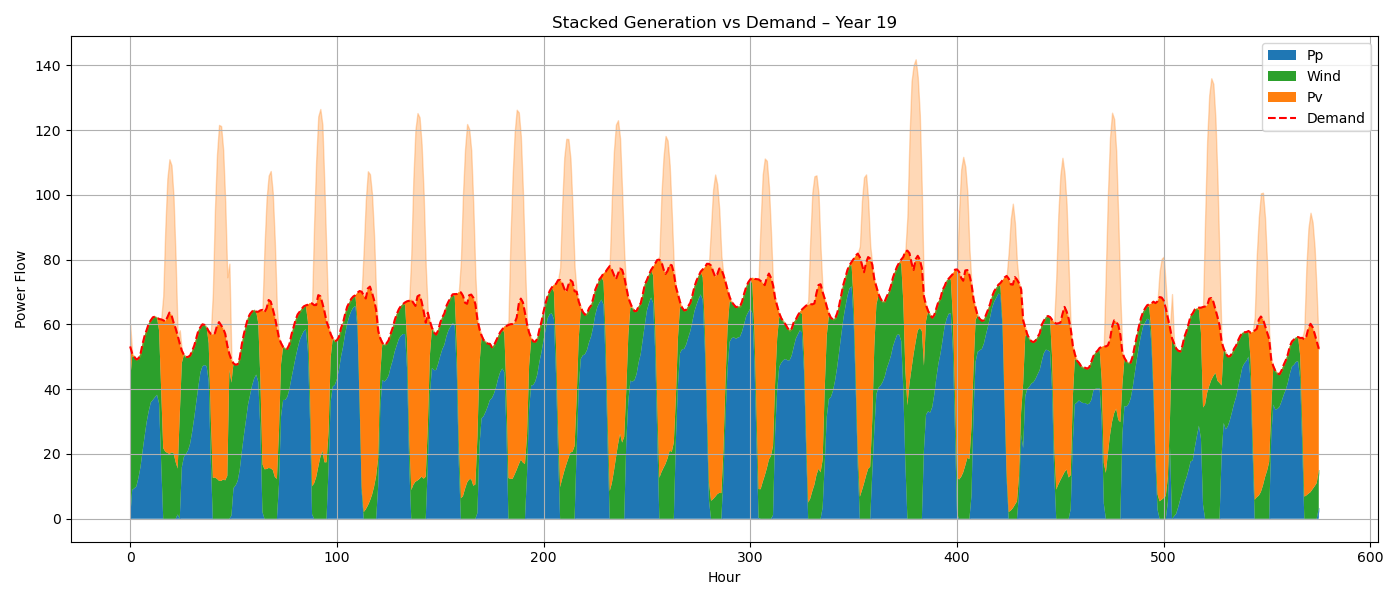 Stacked Generation vs Demand – Year 19
Power Flow
140
120
100
80
60
40
20
0
0 100 200 300 400 500 600
Hour
Pp
Wind
Pv
Demand